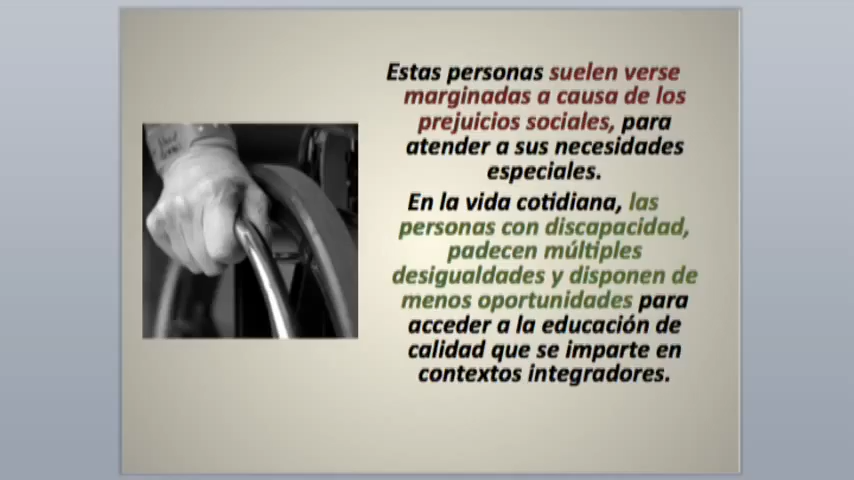 Estas personas suelen verse
marginadas a causa de los
prejuicios sociales, para
atender a sus necesidades
especiales.
En la vida cotidiana, las
personas con discapacidad,
padecen múltiples
desigualdades y disponen de
menos oportunidades para
acceder a la educación de
calidad que se imparte en
contextos integradores.